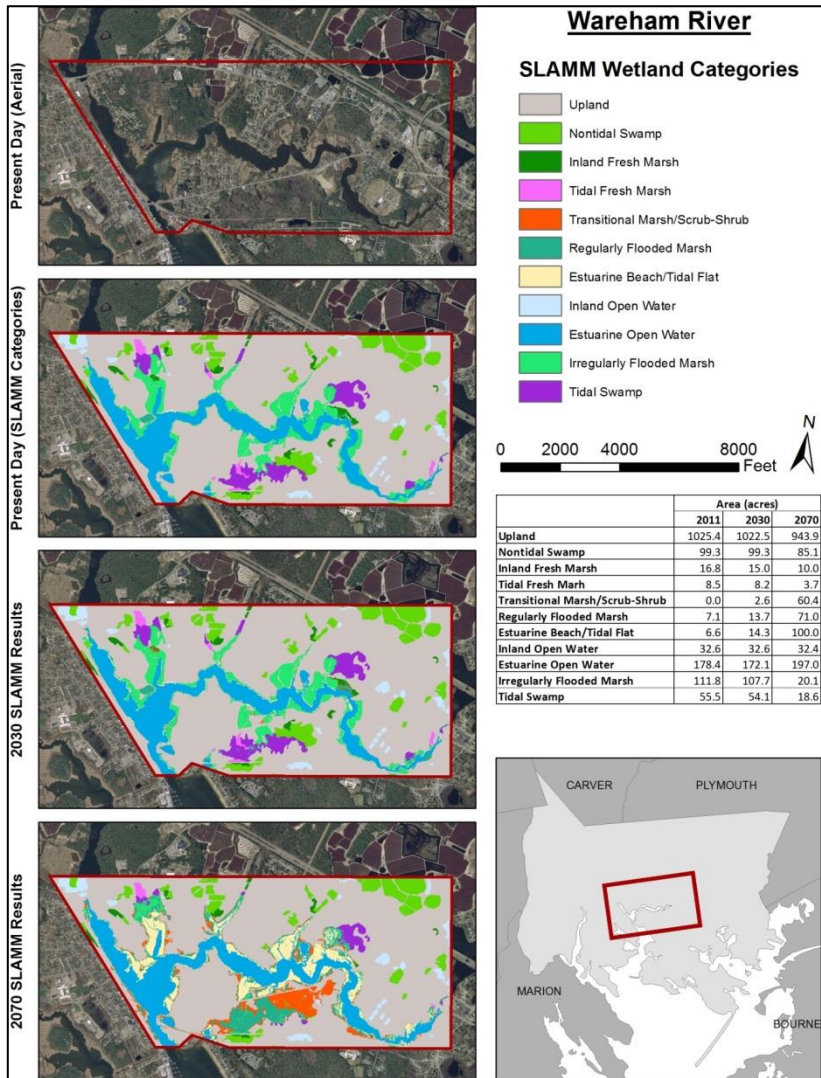 Present Day (Aerial)
Present Day (SLAMM Categories)
2030 SLAMM Results
2070 SLAMM Results
Wareham River
SLAMM Wetland Categories
Upland
Nontidal Swamp
Inland Fresh Marsh
Tidal Fresh Marsh
Transitional Marsh/Scrub-Shrub
Regularly Flooded Marsh
Estuarine Beach/Tidal Flat
Inland Open Water
Estuarine Open Water
Irregularly Flooded Marsh
Tidal Swamp
N
0 2000 4000 8000
Feet
Area (acres)
2011 2030 2070
Upland 1025.4 1022.5 943.9
Nontidal Swamp 99.3 99.3 85.1
Inland Fresh Marsh 16.8 15.0 10.0
Tidal Fresh Marh 8.5 8.2 3.7
Transitional Marsh/Scrub-Shrub 0.0 2.6 60.4
Regularly Flooded Marsh 7.1 13.7 71.0
Estuarine Beach/Tidal Flat 6.6 14.3 100.0
Inland Open Water 32.6 32.6 32.4
Estuarine Open Water 178.4 172.1 197.0
Irregularly Flooded Marsh 111.8 107.7 20.1
Tidal Swamp 55.5 54.1 18.6
CARVER PLYMOUTH
MARION
BOURNE